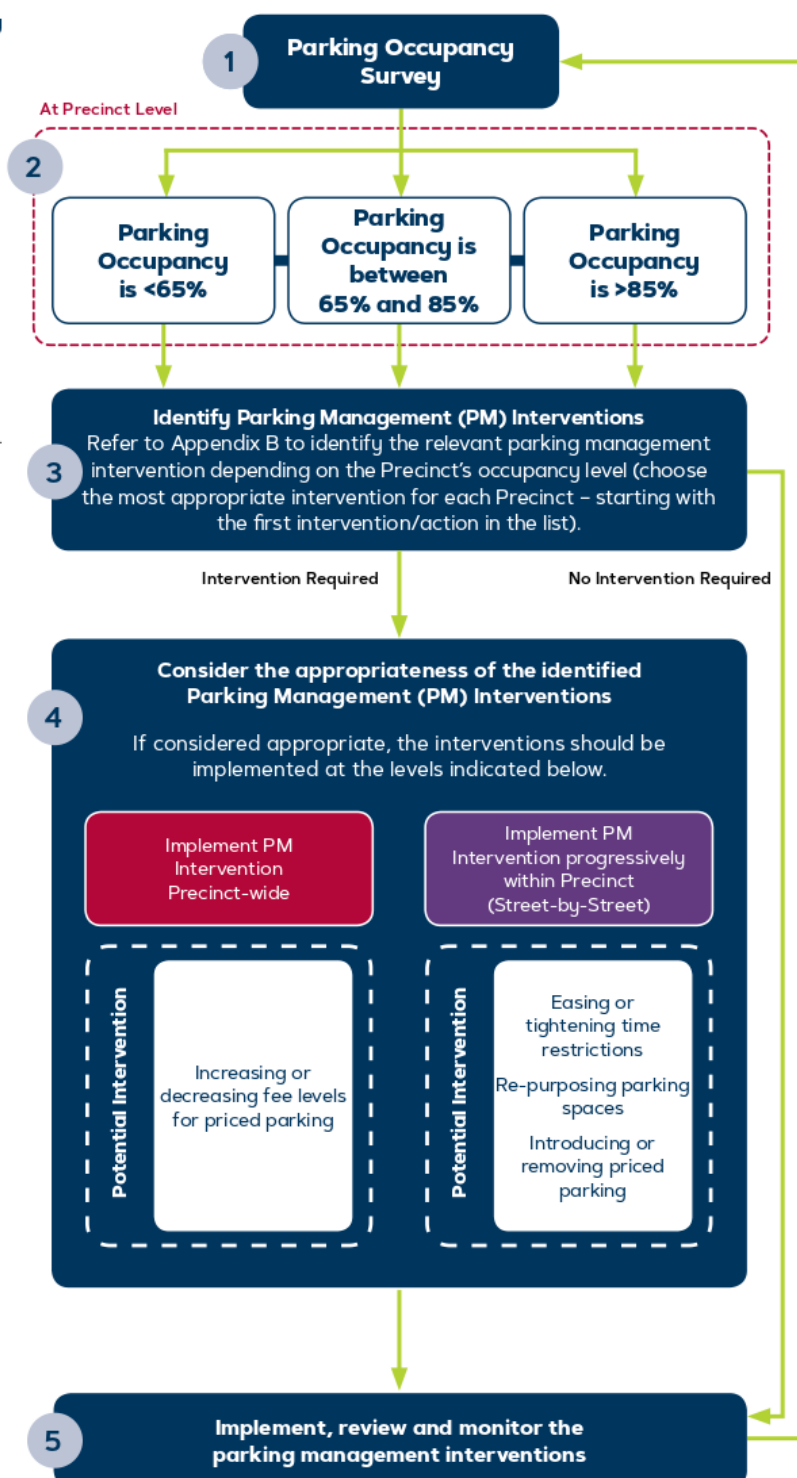 1
Parking Occupancy
Survey
At Precinct Level
2
Parking
Occupancy
is <65%
Parking
Occupancy is
between
65% and 85%
Parking
Occupancy
is >85%
3
Identify Parking Management (PM) Interventions
Refer to Appendix B to identify the relevant parking management
intervention depending on the Precinct's occupancy level (choose
the most appropriate intervention for each Precinct – starting with
the first intervention/action in the list).
Intervention Required
No Intervention Required
4
Consider the appropriateness of the identified
Parking Management (PM) Interventions
If considered appropriate, the interventions should be
implemented at the levels indicated below.
Implement PM
Intervention
Precinct-wide
Implement PM
Intervention progressively
within Precinct
(Street-by-Street)
Potential Intervention
Increasing or
decreasing fee levels
for priced parking
Potential Intervention
Easing or
tightening time
restrictions
Re-purposing parking
spaces
Introducing or
removing priced
parking
5
Implement, review and monitor the
parking management interventions